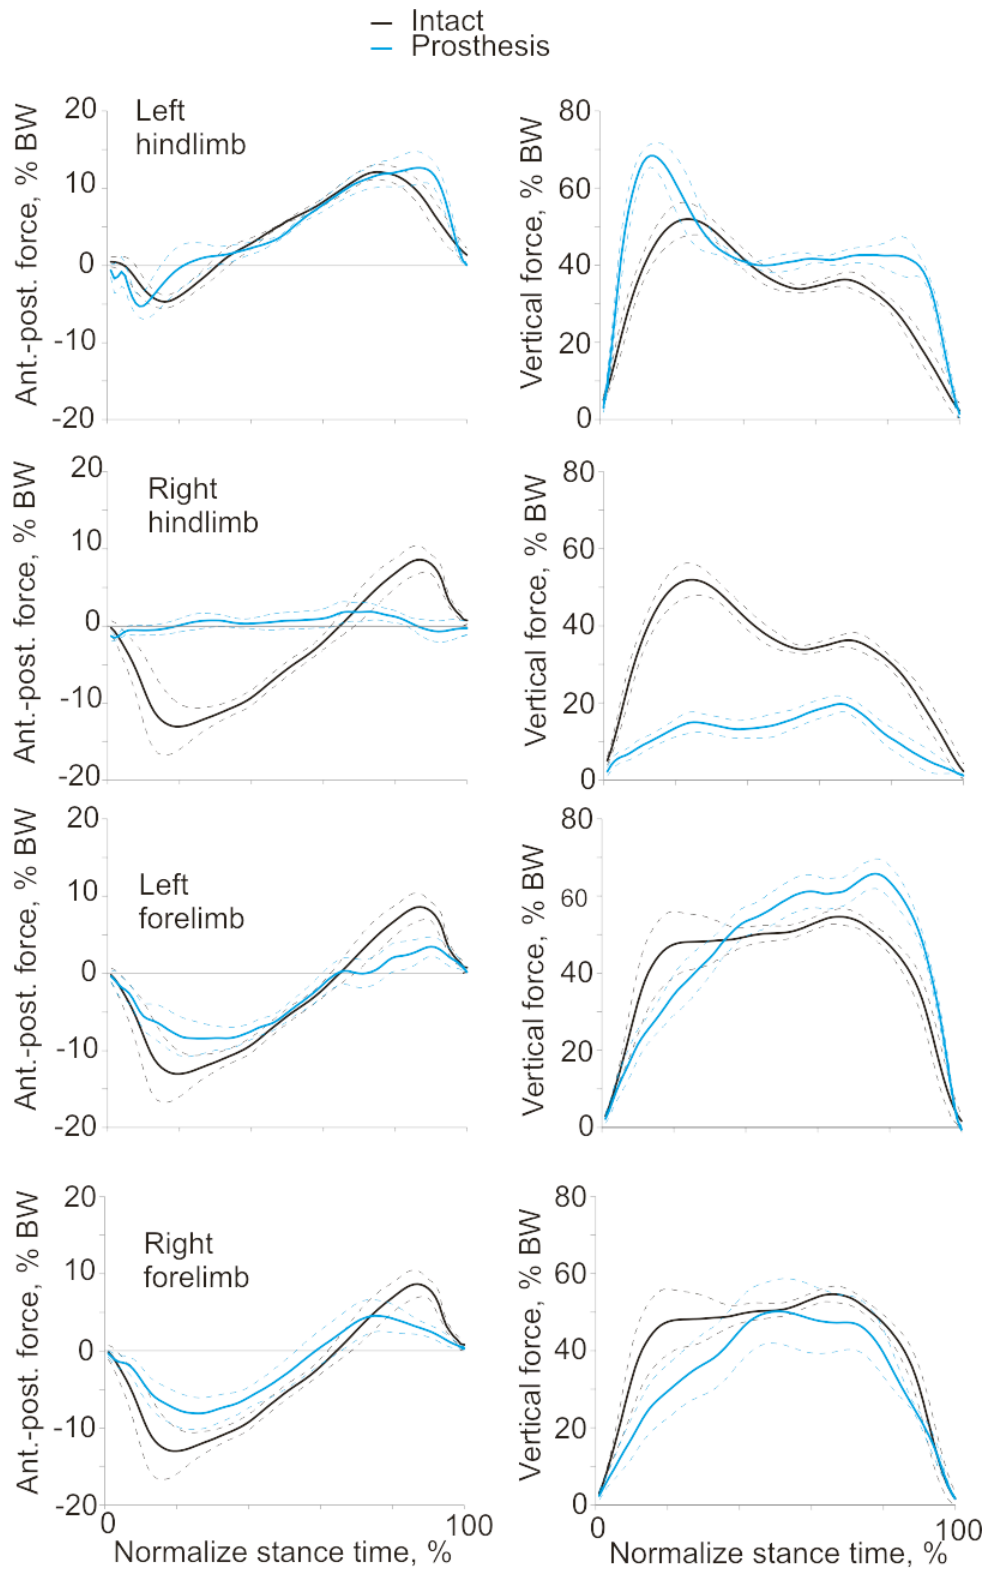 Intact
Prosthesis
Left
hindlimb
Ant.-post. force, % BW
20
10
0
-10
-20
Vertical force, % BW
80
60
40
20
0
Right
hindlimb
Ant.-post. force, % BW
20
10
0
-10
-20
Vertical force, % BW
80
60
40
20
0
Left
forelimb
Ant.-post. force, % BW
20
10
0
-10
-20
Vertical force, % BW
80
60
40
20
0
Right
forelimb
Ant.-post. force, % BW
20
10
0
-10
-20
0 100
Normalize stance time, %
Vertical force, % BW
80
60
40
20
0
0 100
Normalize stance time, %